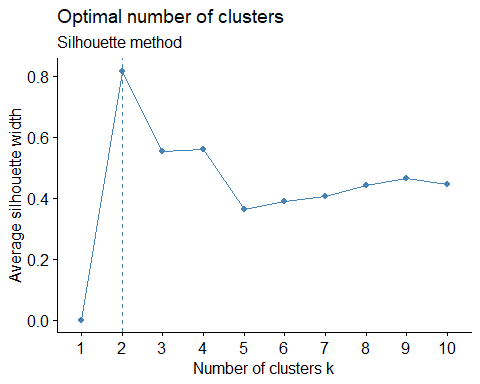 Optimal number of clusters
Silhouette method
Average silhouette width
0.8
0.6
0.4
0.2
0.0
1 2 3 4 5 6 7 8 9 10
Number of clusters k